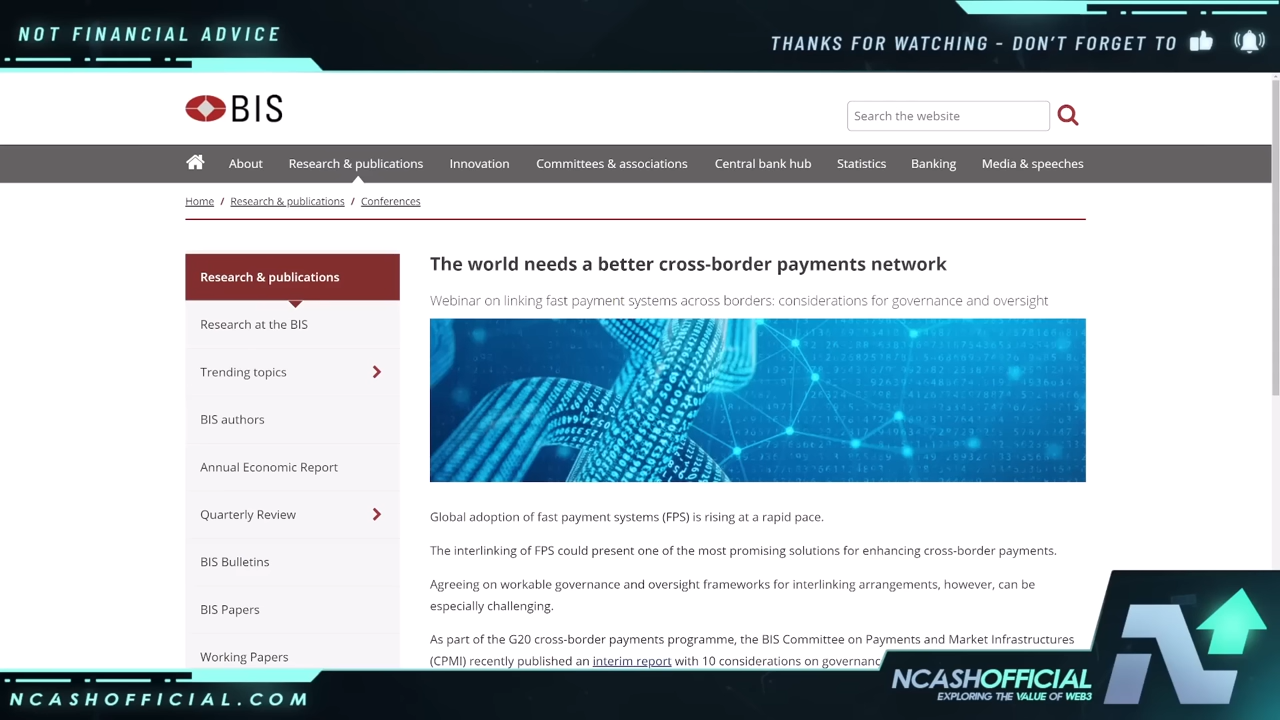 NOT FINANCIAL ADVICE
THANKS FOR WATCHING - DON'T FORGET TO
BIS
Search the website
About
Research & publications
Innovation
Committees & associations
Central bank hub
Statistics
Banking
Media & speeches
Home / Research & publications / Conferences
Research & publications
Research at the BIS
Trending topics
BIS authors
Annual Economic Report
Quarterly Review
BIS Bulletins
BIS Papers
Working Papers
The world needs a better cross-border payments network
Webinar on linking fast payment systems across borders: considerations for governance and oversight
Global adoption of fast payment systems (FPS) is rising at a rapid pace.
The interlinking of FPS could present one of the most promising solutions for enhancing cross-border payments.
Agreeing on workable governance and oversight frameworks for interlinking arrangements, however, can be
especially challenging.
As part of the G20 cross-border payments programme, the BIS Committee on Payments and Market Infrastructures
(CPMI) recently published an interim report with 10 considerations on governanc
NCASHOFFICIAL
EXPLORING THE VALUE OF WEB3
NCASHOFFICIAL.COM